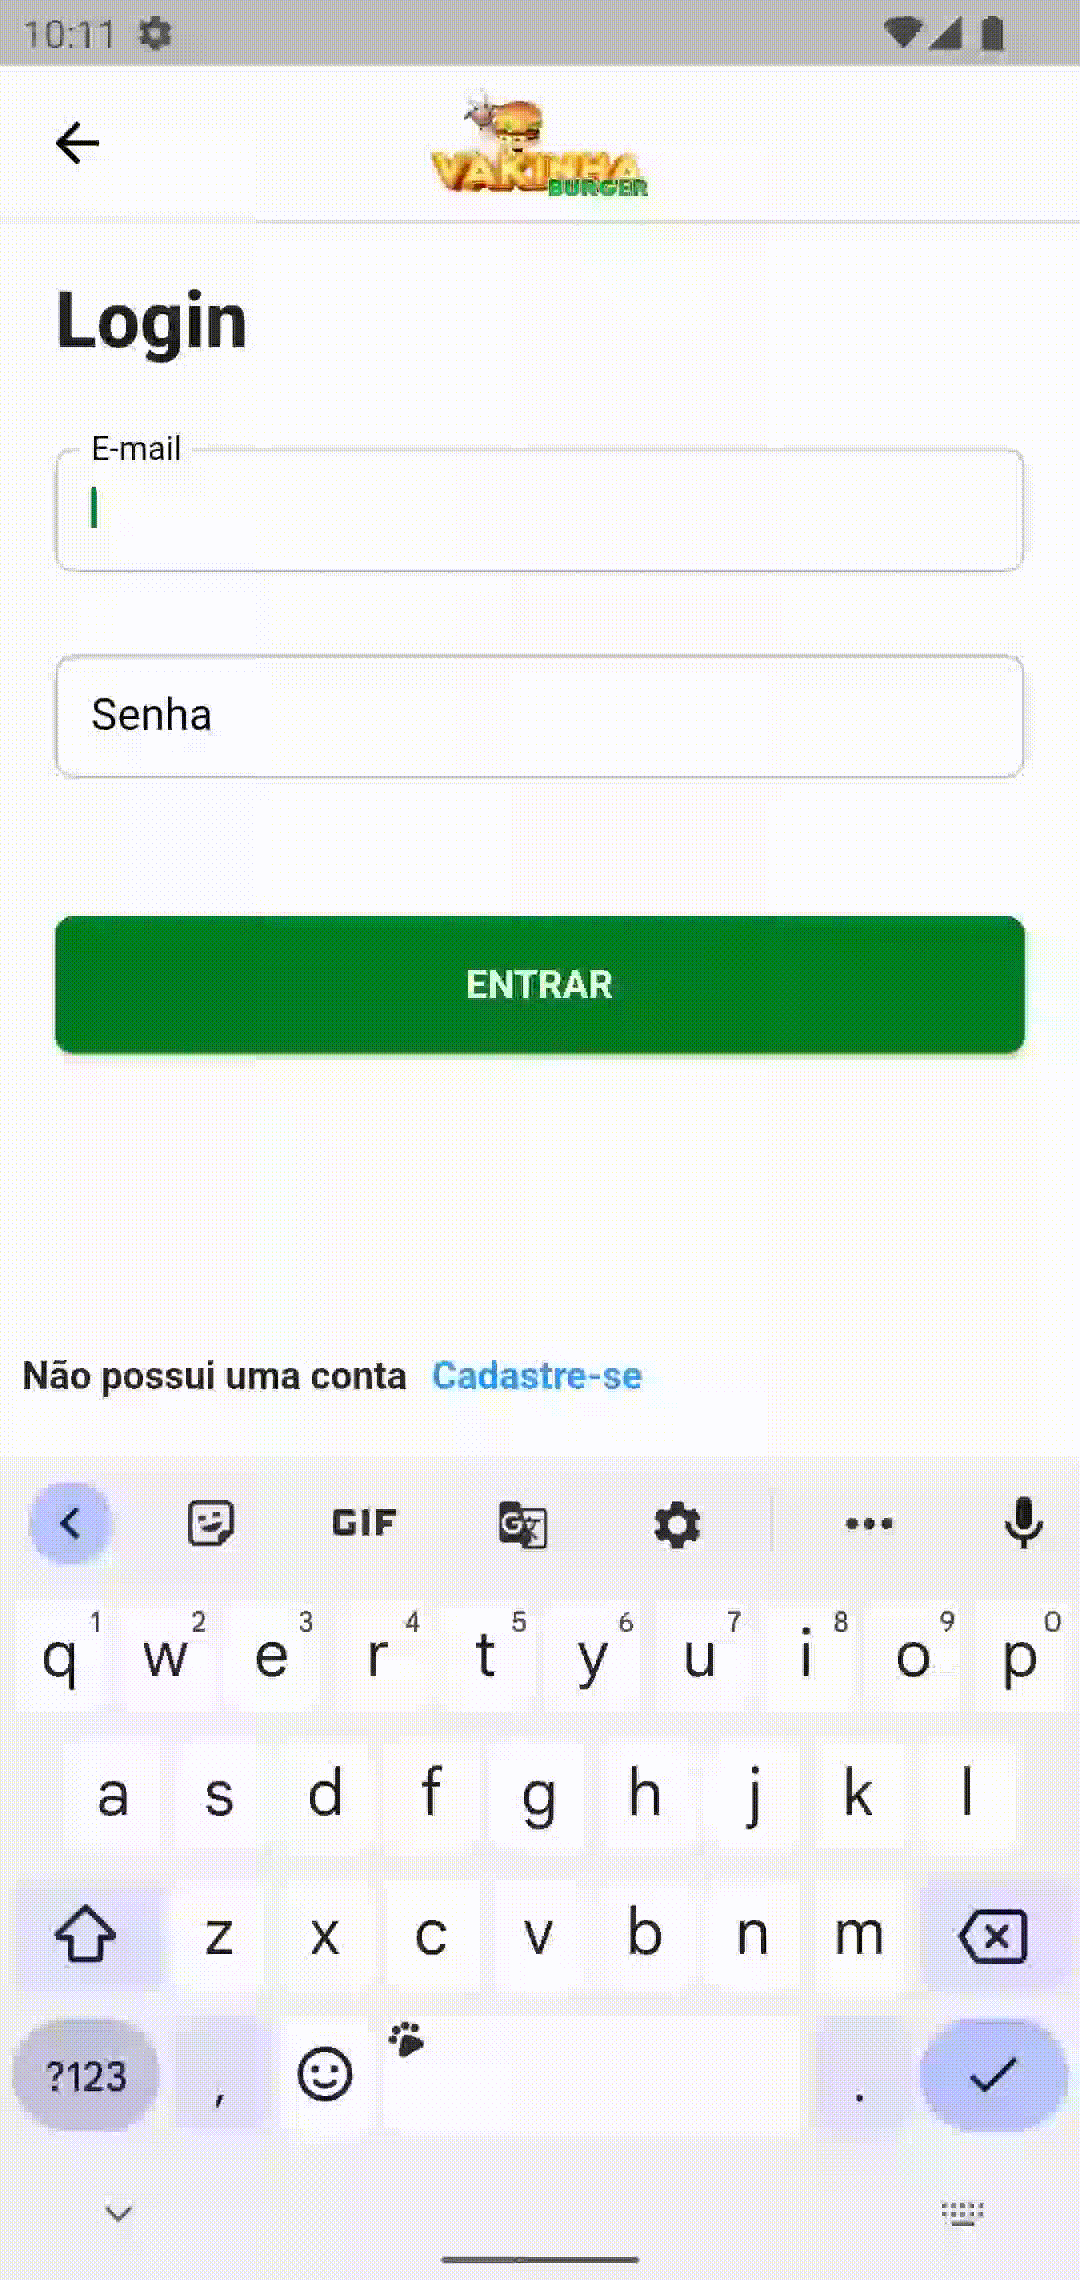 10:11
VAKINHA
BURGER
Login
E-mail
Senha
ENTRAR
Não possui uma conta Cadastre-se
GIF
G
1 2 3 4 5 6 7 8 9 0
q w e r t y u i o p
a s d f g h j k l
z x c v b n m
?123 , .